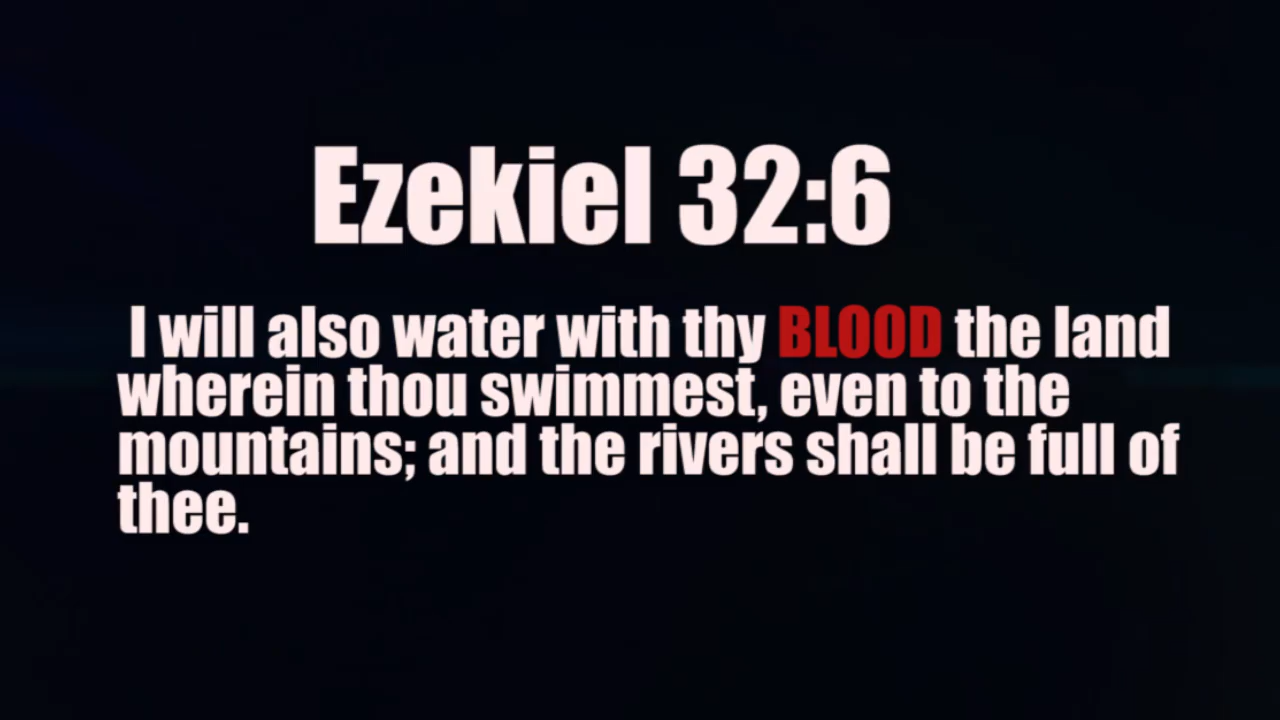 Ezekiel 32:6
I will also water with thy BLOOD the land
wherein thou swimmest, even to the
mountains; and the rivers shall be full of
thee.